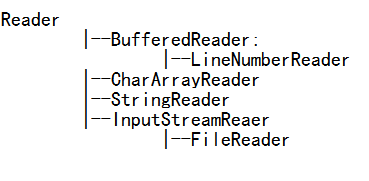 Reader
|--BufferedReader:
|--LineNumberReader
|--CharArrayReader
|--StringReader
|--InputStreamReaer
|--FileReader